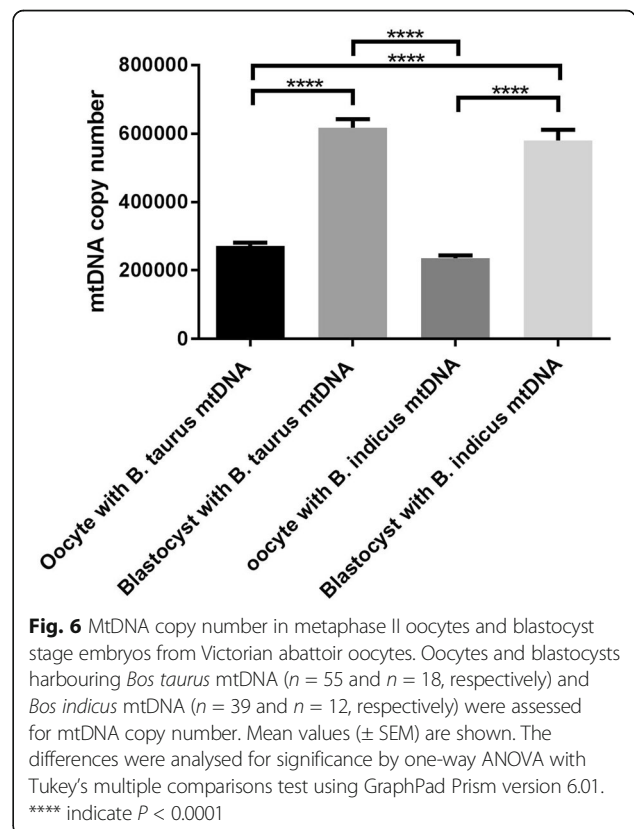 ****
****
****
****
mtDNA copy number
800000
600000
400000
200000
0
Oocyte with B. taurus mtDNA
Blastocyst with B. taurus mtDNA
oocyte with B. indicus mtDNA
Blastocyst with B. indicus mtDNA
Fig. 6 MtDNA copy number in metaphase II oocytes and blastocyst
stage embryos from Victorian abattoir oocytes. Oocytes and blastocysts
harbouring Bos taurus mtDNA (n = 55 and n = 18, respectively) and
Bos indicus mtDNA (n = 39 and n = 12, respectively) were assessed
for mtDNA copy number. Mean values (± SEM) are shown. The
differences were analysed for significance by one-way ANOVA with
Tukey's multiple comparisons test using GraphPad Prism version 6.01.
**** indicate P < 0.0001